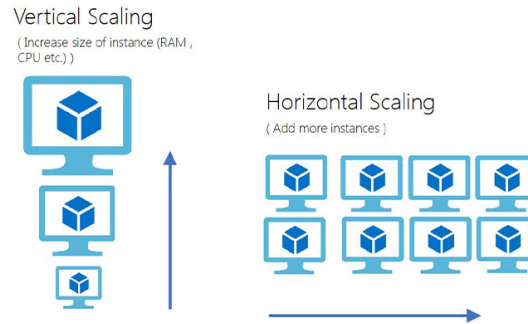 Vertical Scaling
( Increase size of instance (RAM ,
CPU etc.) )
Horizontal Scaling
( Add more instances )